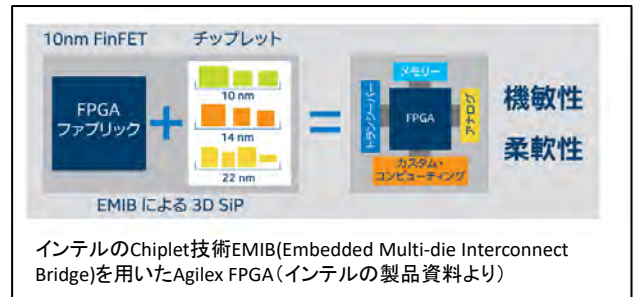 10nm FinFET
チップレット
FPGA
ファブリック
+
10 nm
14 nm
22 nm
EMIB による 3D SiP
=
メモリー
トランシーバー
FPGA
アナログ
カスタム・
コンピューティング
機敏性
柔軟性
インテルのChiplet技術EMIB(Embedded Multi-die Interconnect
Bridge)を用いたAgilex FPGA(インテルの製品資料より)